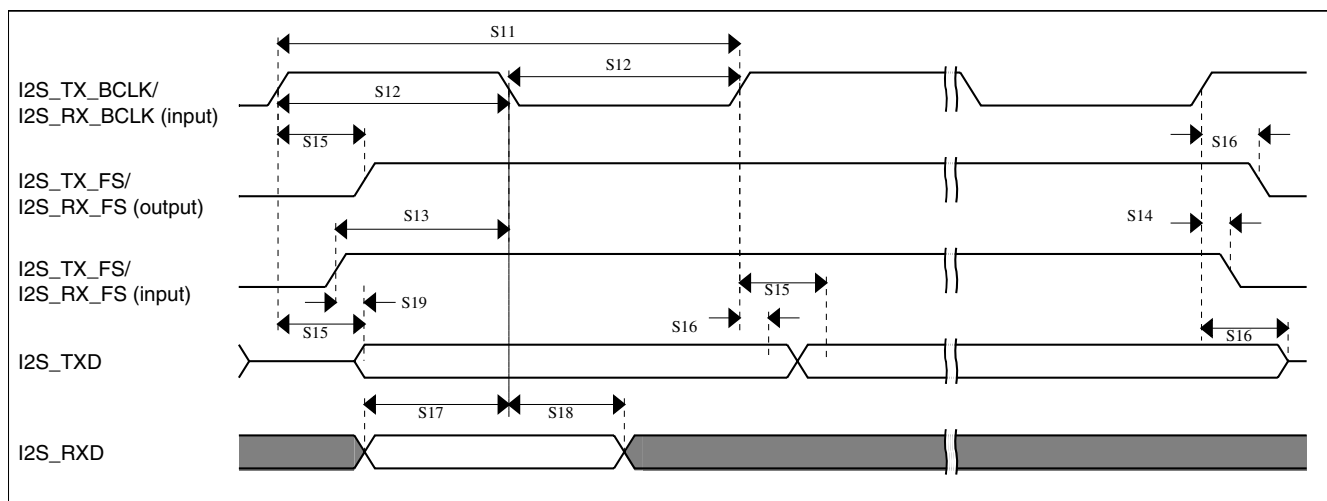 S11
I2S_TX_BCLK/
I2S_RX_BCLK (input)
S12
S12
S15
S16
I2S_TX_FS/
I2S_RX_FS (output)
S13
S14
I2S_TX_FS/
I2S_RX_FS (input)
S19
S15
S15
S16
S16
I2S_TXD
S17
S18
I2S_RXD